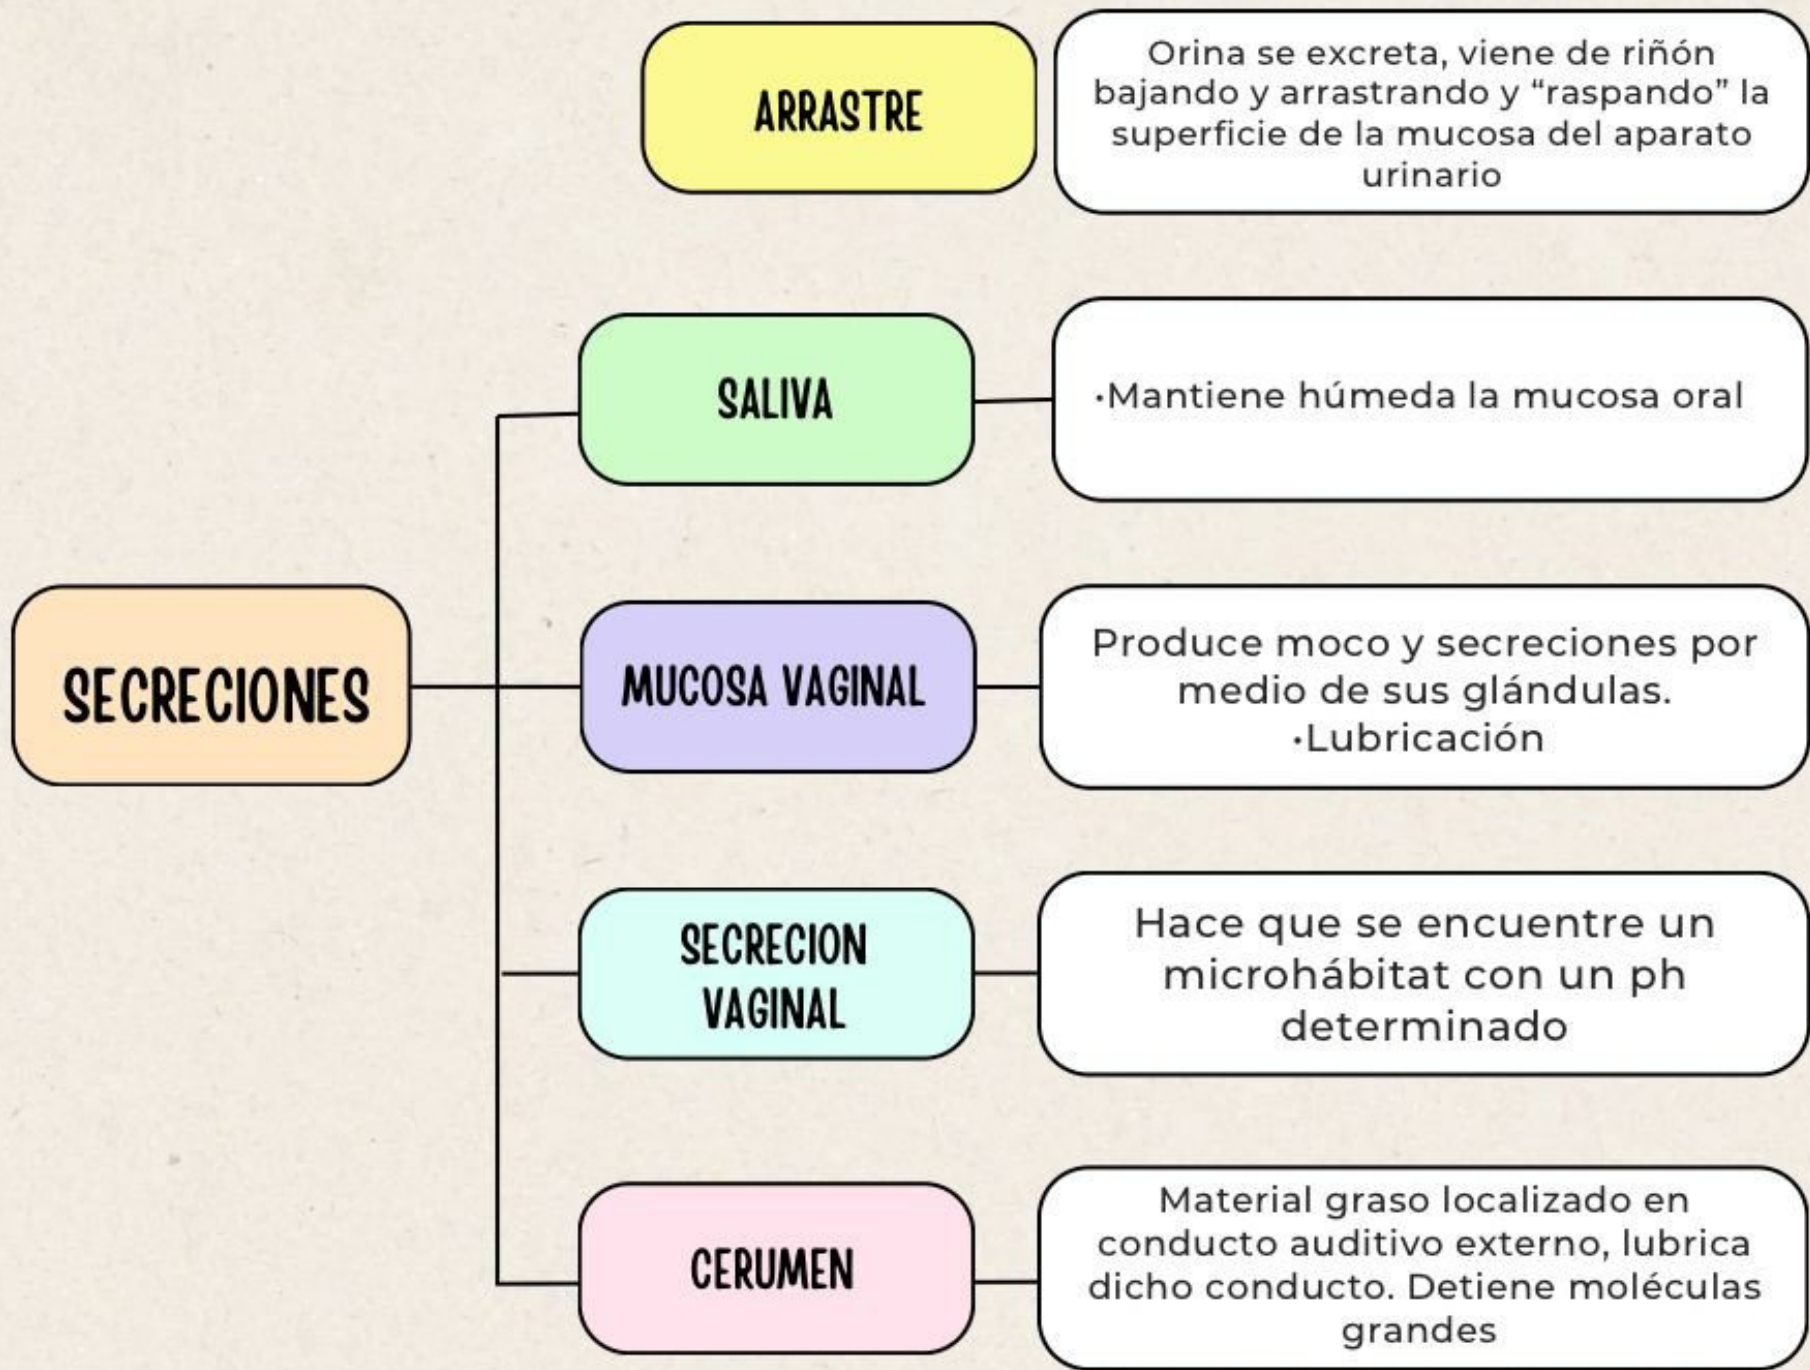 ARRASTRE
Orina se excreta, viene de riñón
bajando y arrastrando y “raspando” la
superficie de la mucosa del aparato
urinario
SECRECIONES
SALIVA
·Mantiene húmeda la mucosa oral
MUCOSA VAGINAL
Produce moco y secreciones por
medio de sus glándulas.
·Lubricación
SECRECION
VAGINAL
Hace que se encuentre un
microhábitat con un ph
determinado
CERUMEN
Material graso localizado en
conducto auditivo externo, lubrica
dicho conducto. Detiene moléculas
grandes